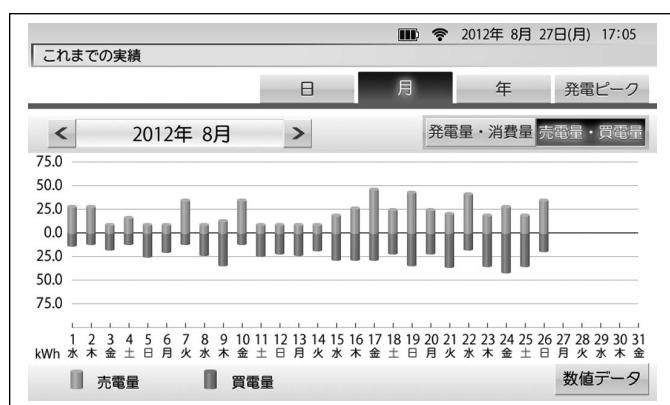 2012年 8月 27日(月) 17:05
これまでの実績
日 月 年 発電ピーク
< 2012年 8月 > 発電量・消費量 売電量・買電量
75.0
50.0
25.0
0.0
25.0
50.0
75.0
1 2 3 4 5 6 7 8 9 10 11 12 13 14 15 16 17 18 19 20 21 22 23 24 25 26 27 28 29 30 31
kWh 水 木 金 土 日 月 火 水 木 金 土 日 月 火 水 木 金 土 日 月 火 水 木 金 土 日 月 火 水 木 金
売電量 買電量 数値データ